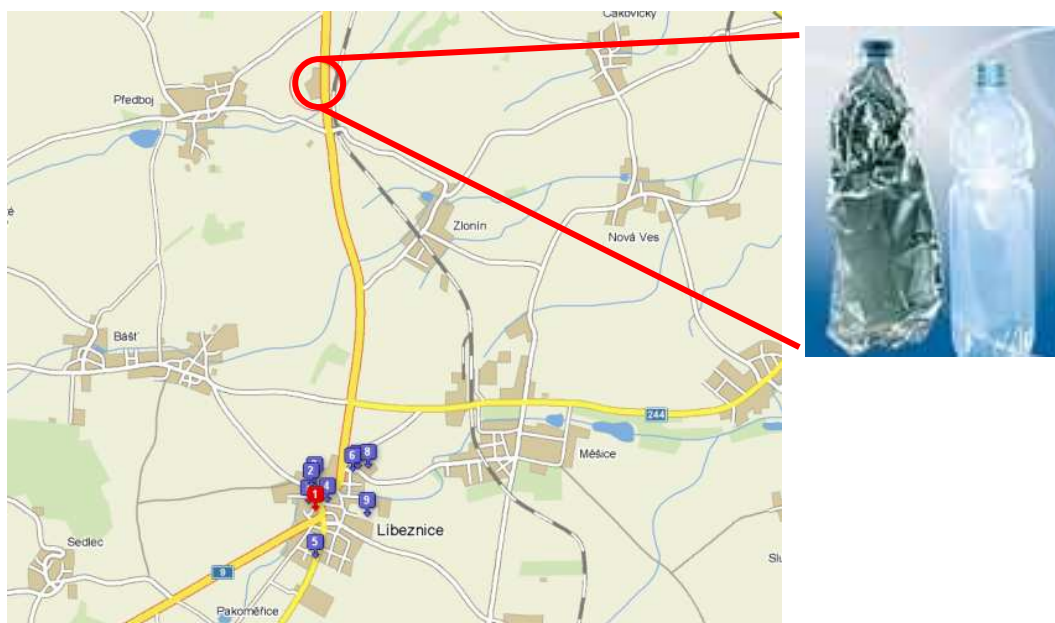 Čakovičky
Předboj
Zlonín
Nová Ves
Bášť
244
Měšice
6
8
2
4
1
9
Líbeznice
5
Sedlec
9
Pakoměřice